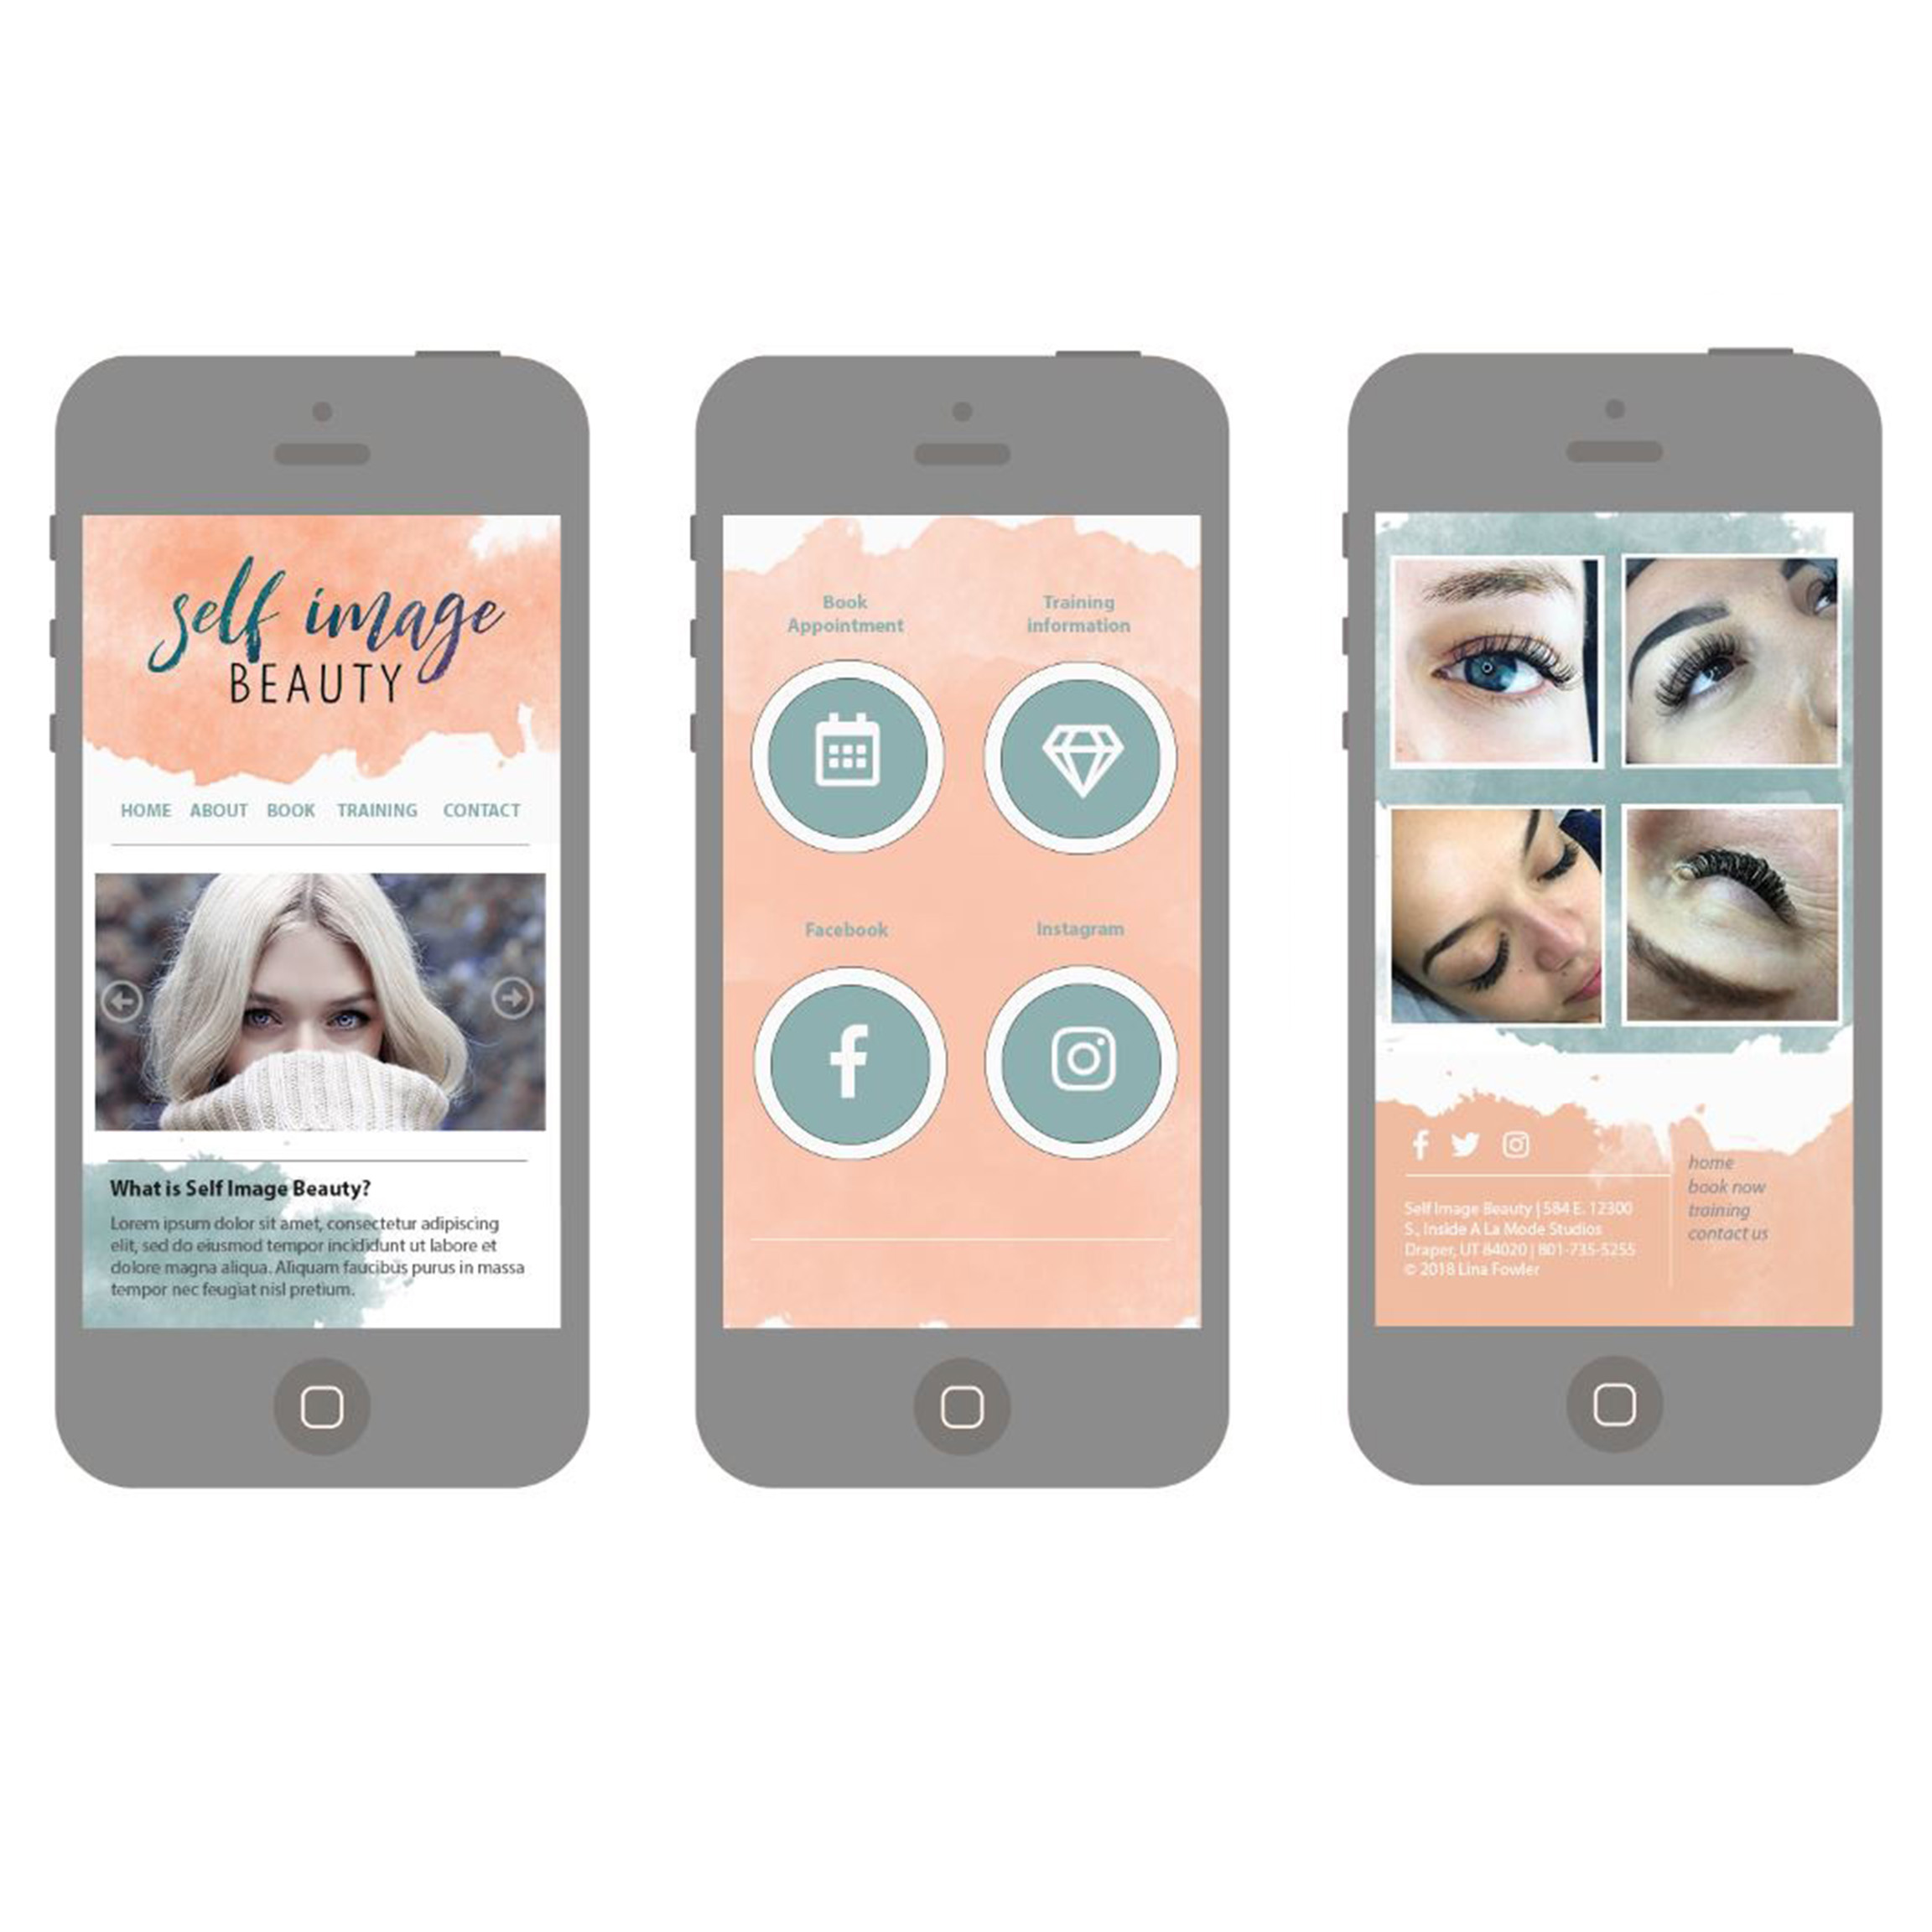 self image
BEAUTY
HOME ABOUT BOOK TRAINING CONTACT
What is Self Image Beauty?
Lorem ipsum dolor sit amet, consectetur adipiscing
elit, sed do eiusmod tempor incididunt ut labore et
dolore magna aliqua. Aliquam faucibus purus in massa
tempor nec feugiat nisl pretium.
Book
Appointment
Training
information
Facebook
Instagram
Self Image Beauty | 584 E. 12300
S., Inside A La Mode Studios
Draper, UT 84020 | 801-735-5255
© 2018 Lina Fowler
home
book now
training
contact us